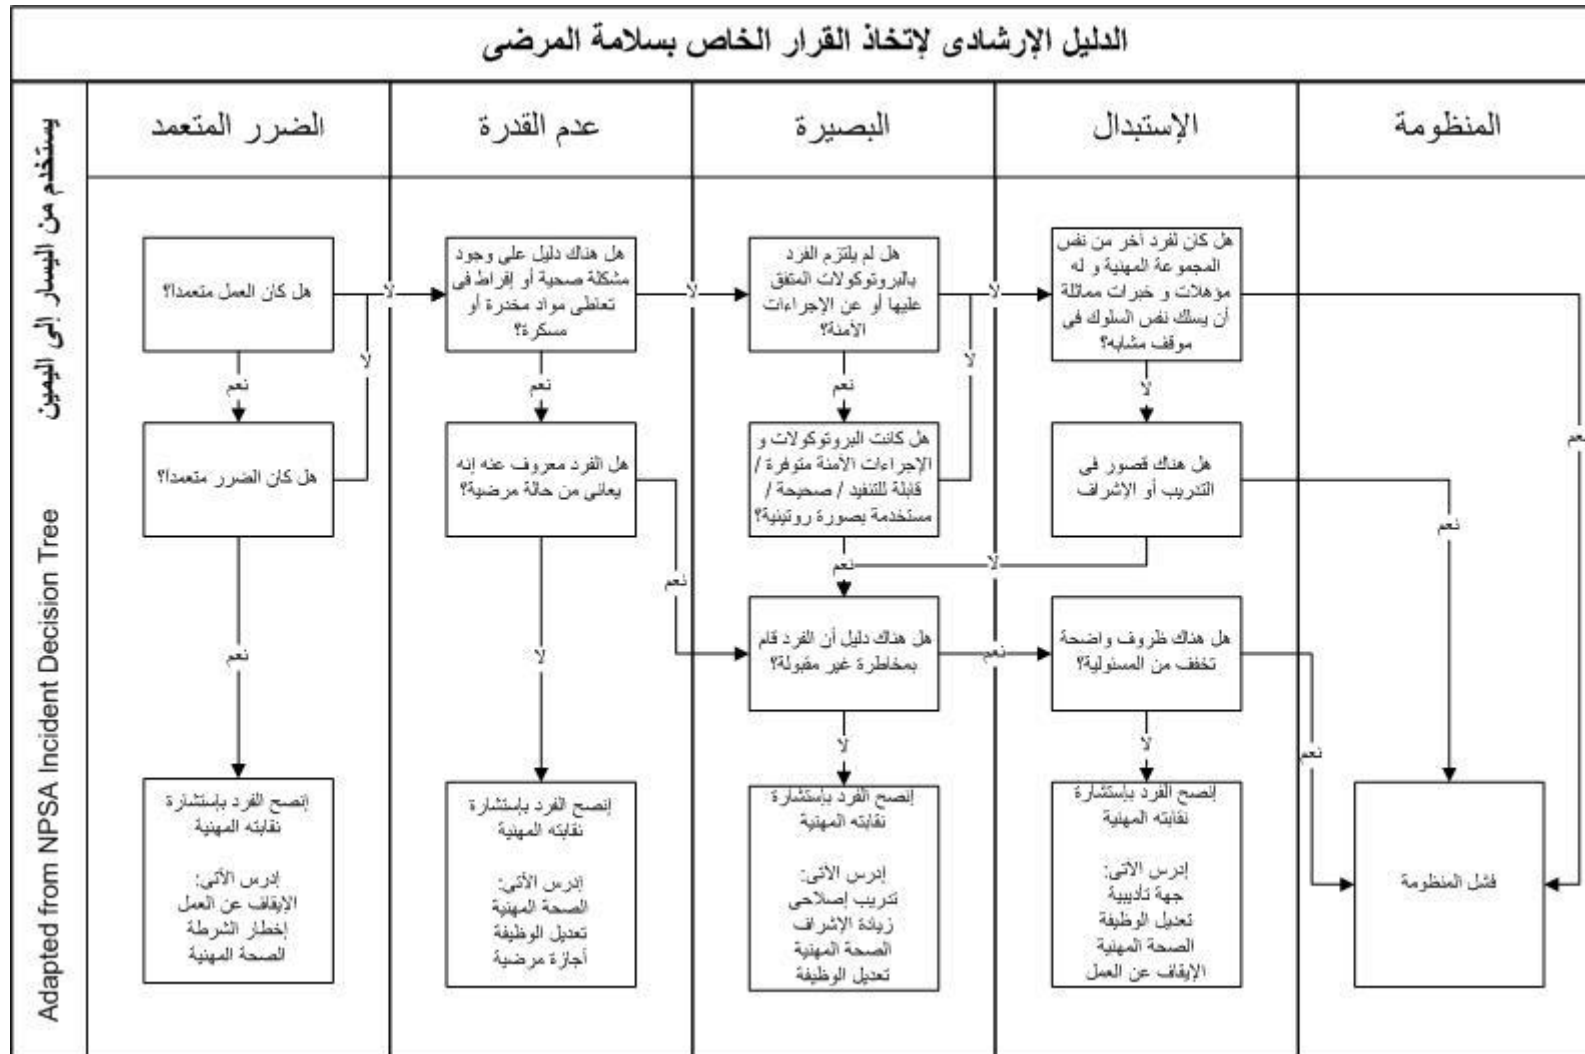 الدليل الإرشادى لإتخاذ القرار الخاص بسلامة المرضى
يستخدم من اليسار إلى اليمين
Adapted from NPSA Incident Decision Tree
الضرر المتعمد
عدم القدرة
البصيرة
الإستبدال
المنظومة
هل كان العمل متعمدا؟
لا
نعم
هل كان الضرر متعمدا؟
لا
نعم
إنصح الفرد بإستشارة
نقابته المهنية
إدرس الآتى:
الإيقاف عن العمل
إخطار الشرطة
الصحة المهنية
هل هناك دليل على وجود
مشكلة صحية أو إفراط فى
تعاطى مواد مخدرة أو
مسكرة؟
لا
نعم
هل الفرد معروف عنه إنه
يعانى من حالة مرضية؟
نعم
لا
إنصح الفرد بإستشارة
نقابته المهنية
إدرس الآتى:
الصحة المهنية
تعديل الوظيفة
أجازة مرضية
هل لم يلتزم الفرد
بالبروتوكولات المتفق
عليها أو عن الإجراءات
الآمنة؟
لا
نعم
هل كانت البروتوكولات و
الإجراءات الآمنة متوفرة /
قابلة للتنفيد / صحيحة /
مستخدمة بصورة روتينية؟
لا
نعم
هل هناك دليل أن الفرد قام
بمخاطرة غير مقبولة؟
نعم
لا
إنصح الفرد بإستشارة
نقابته المهنية
إدرس الآتى:
تدريب إصلاحى
زيادة الإشراف
الصحة المهنية
تعديل الوظيفة
هل كان لفرد أخر من نفس
المجموعة المهنية و له
مؤهلات و خبرات مماثلة
أن يسلك نفس السلوك فى
موقف مشابه؟
نعم
لا
هل هناك قصور فى
التدريب أو الإشراف
نعم
لا
هل هناك ظروف واضحة
تخفف من المسئولية؟
نعم
لا
إنصح الفرد بإستشارة
نقابته المهنية
إدرس الآتى:
جهة تأديبية
تعديل الوظيفة
الصحة المهنية
الإيقاف عن العمل
فشل المنظومة